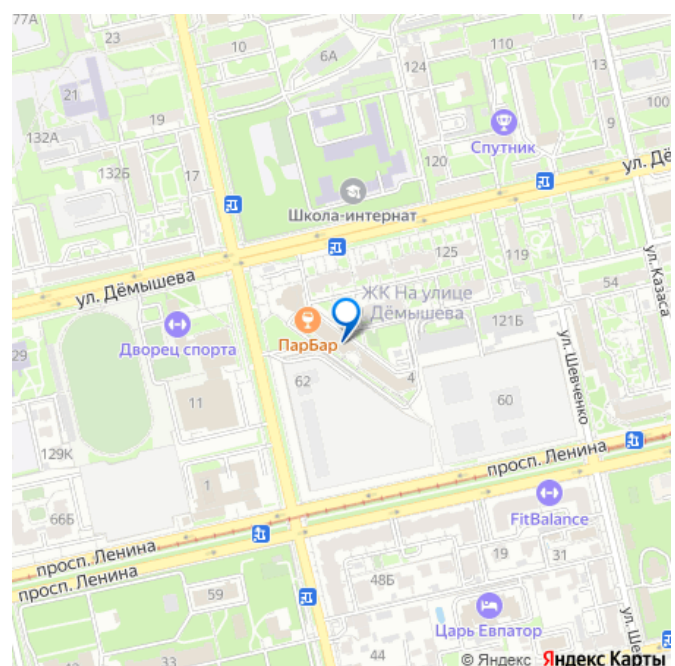 77А
23
10
6А
124
110
13
21
100
Спутник
19
9
132А
120
132Б
17
ул. Дё
Школа-интернат
125
119
ул. Казаса
ЖК На улице
Дёмышева
54
ул. Дёмышева
121Б
ПарБар
Дворец спорта
29
ул. Шевченко
62
4
60
11
129К
просп. Ленина
1
66Б
FitBalance
просп. Ленина
просп. Ленина
19
31
48Б
59
Царь Евпатор
ул. Ше
44
© Яндекс Яндекс Карты